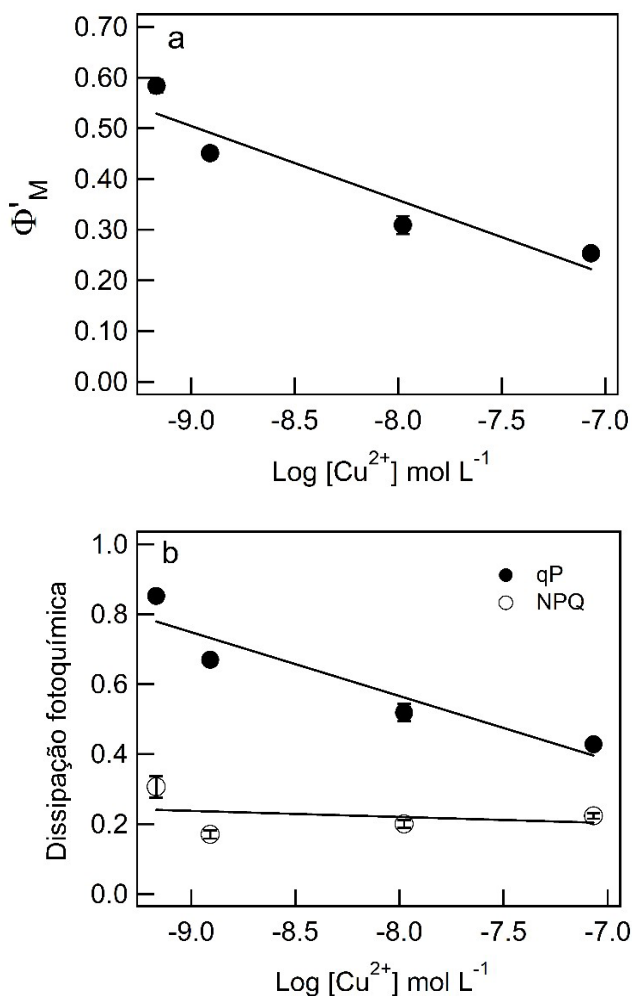 a
0.70
0.60
0.50
0.40
0.30
0.20
0.10
0.00
Φ'M
-9.0 -8.5 -8.0 -7.5 -7.0
Log [Cu²⁺] mol L⁻¹
b
1.0
0.8
0.6
0.4
0.2
0.0
Dissipação fotoquímica
qP
NPQ
-9.0 -8.5 -8.0 -7.5 -7.0
Log [Cu²⁺] mol L⁻¹